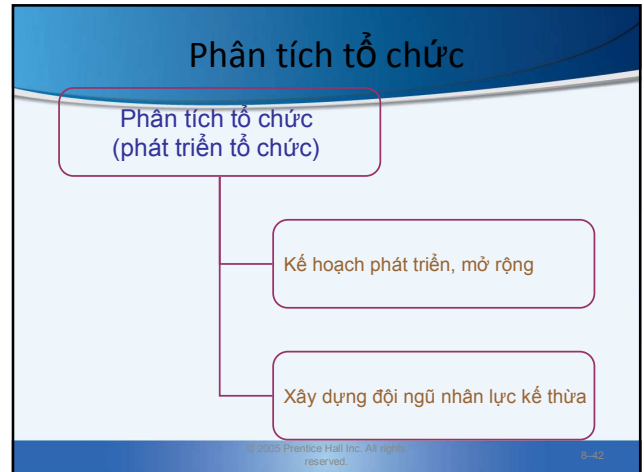 Phân tích tổ chức
Phân tích tổ chức
(phát triển tổ chức)
Kế hoạch phát triển, mở rộng
Xây dựng đội ngũ nhân lực kế thừa
© 2005 Prentice Hall Inc. All rights
reserved.
8–42